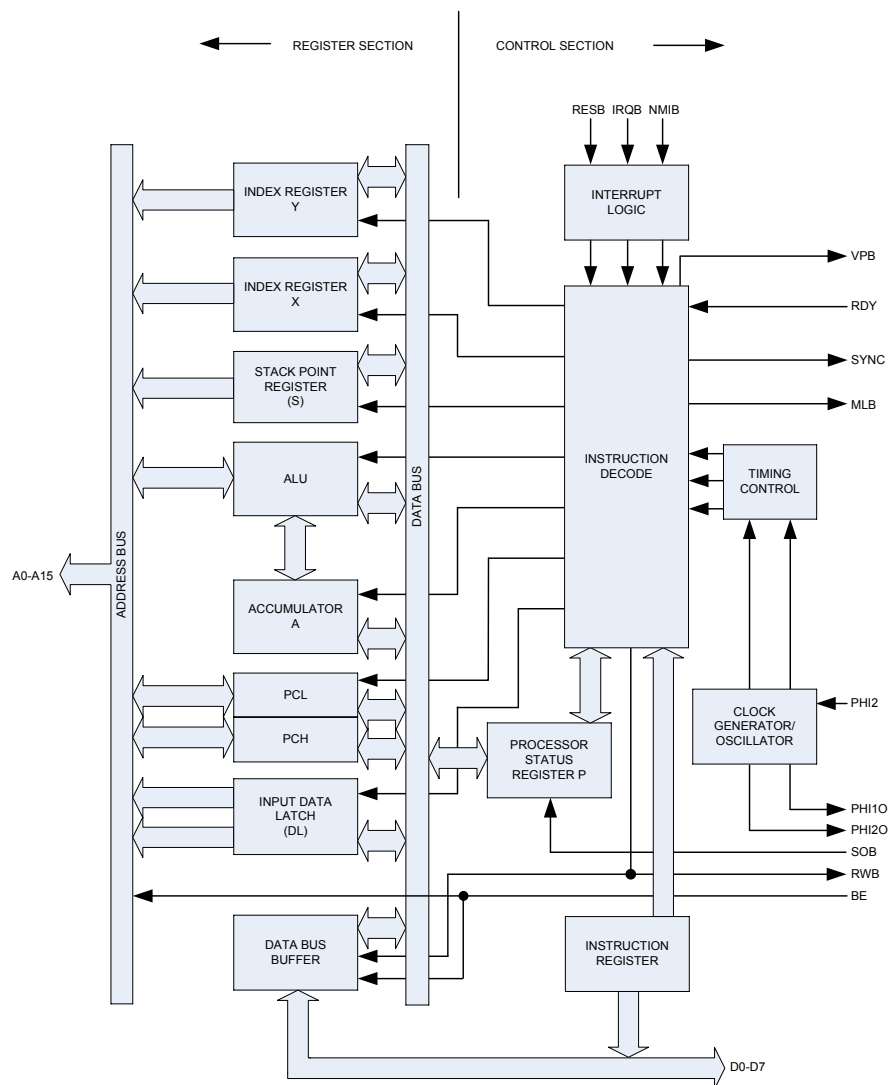 REGISTER SECTION
CONTROL SECTION
RESB IRQB NMIB
INTERRUPT
LOGIC
INDEX REGISTER
Y
VPB
INDEX REGISTER
X
RDY
STACK POINT
REGISTER
(S)
SYNC
MLB
ALU
INSTRUCTION
DECODE
TIMING
CONTROL
DATA BUS
ADDRESS BUS
A0-A15
ACCUMULATOR
A
PCL
PCH
PROCESSOR
STATUS
REGISTER P
CLOCK
GENERATOR/
OSCILLATOR
PHI2
INPUT DATA
LATCH
(DL)
PHI1O
PHI2O
SOB
RWB
BE
DATA BUS
BUFFER
INSTRUCTION
REGISTER
D0-D7